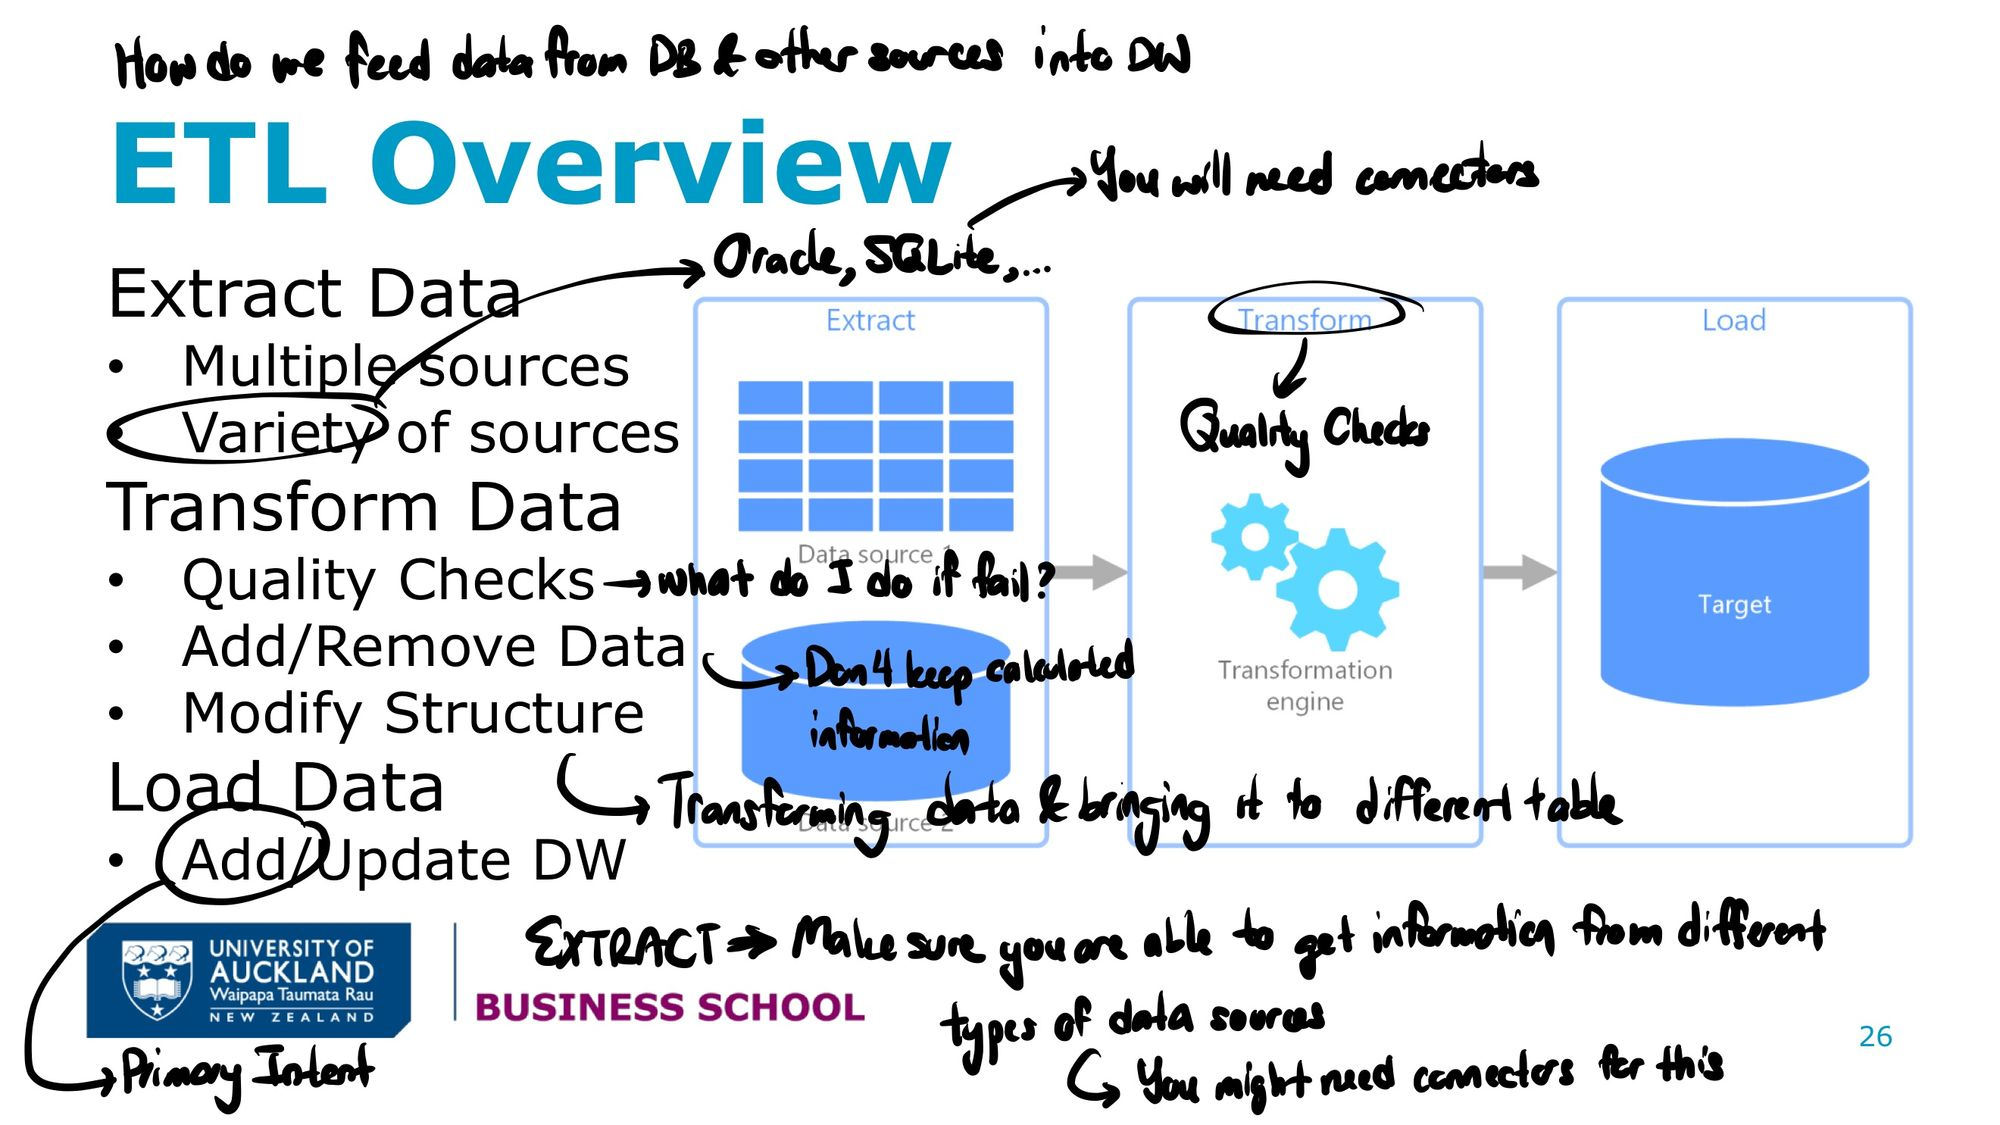 How do we feed data from DB & other sources into DW
ETL Overview
You will need connectors
Oracle, SQLite,...
Extract Data
• Multiple sources
• Variety of sources
Transform Data
• Quality Checks → what do I do if fail?
• Add/Remove Data
Don't keep calculated
information
• Modify Structure
Transforming data & bringing it to different table
Load Data
• Add/Update DW
Primary Intent
Extract
Data source 1
Data source 2
Transform
Quality Checks
Transformation
engine
Load
Target
EXTRACT → Make sure you are able to get information from different
types of data sources
You might need connectors for this
UNIVERSITY OF
AUCKLAND
Waipapa Taumata Rau
NEW ZEALAND
BUSINESS SCHOOL
26